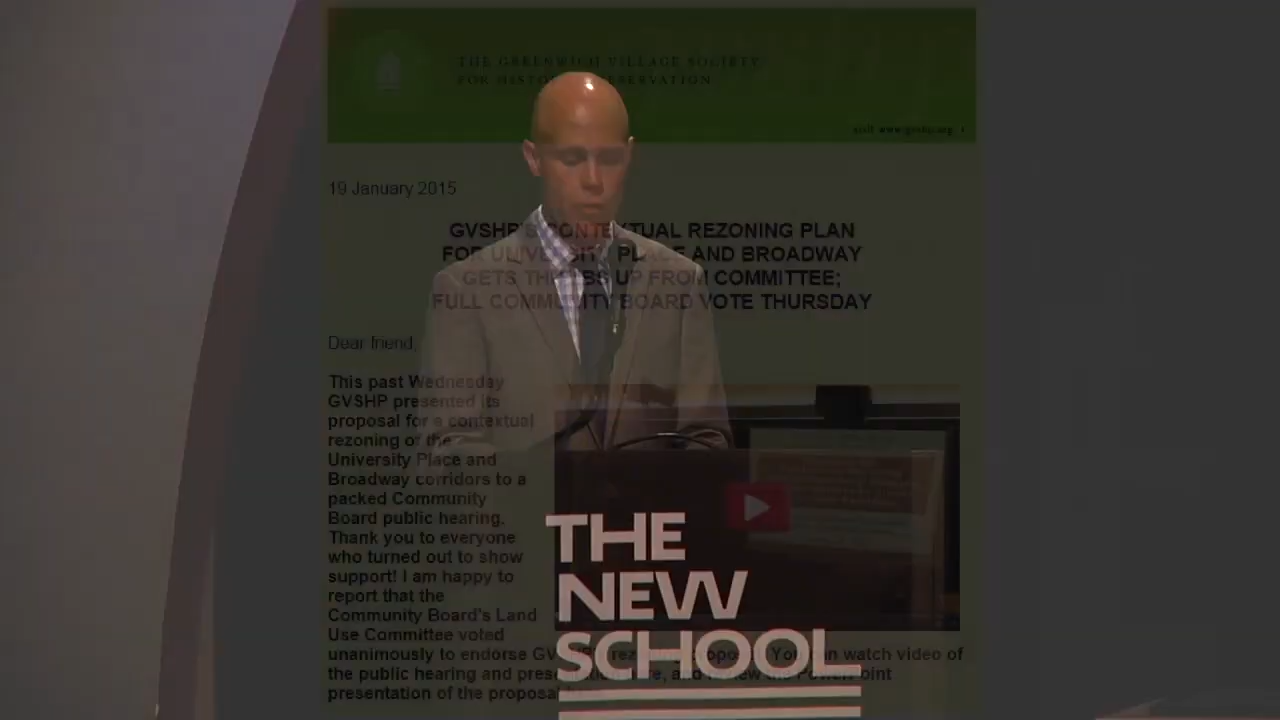 THE GREENWICH VILLAGE SOCIETY
FOR HISTORIC PRESERVATION
visit www.gvshp.org
19 January 2015
GVSHP'S CONTEXTUAL REZONING PLAN
FOR UNIVERSITY PLACE AND BROADWAY
GETS THUMBS UP FROM COMMITTEE;
FULL COMMUNITY BOARD VOTE THURSDAY
Dear friend,
This past Wednesday
GVSHP presented its
proposal for a contextual
rezoning of the
University Place and
Broadway corridors to a
packed Community
Board public hearing.
Thank you to everyone
who turned out to show
support! I am happy to
report that the
Community Board's Land
Use Committee voted
unanimously to endorse GVSHP's rezoning proposal. You can watch video of
the public hearing and presentation here, and view the PowerPoint
presentation of the proposal
THE
NEW
SCHOOL